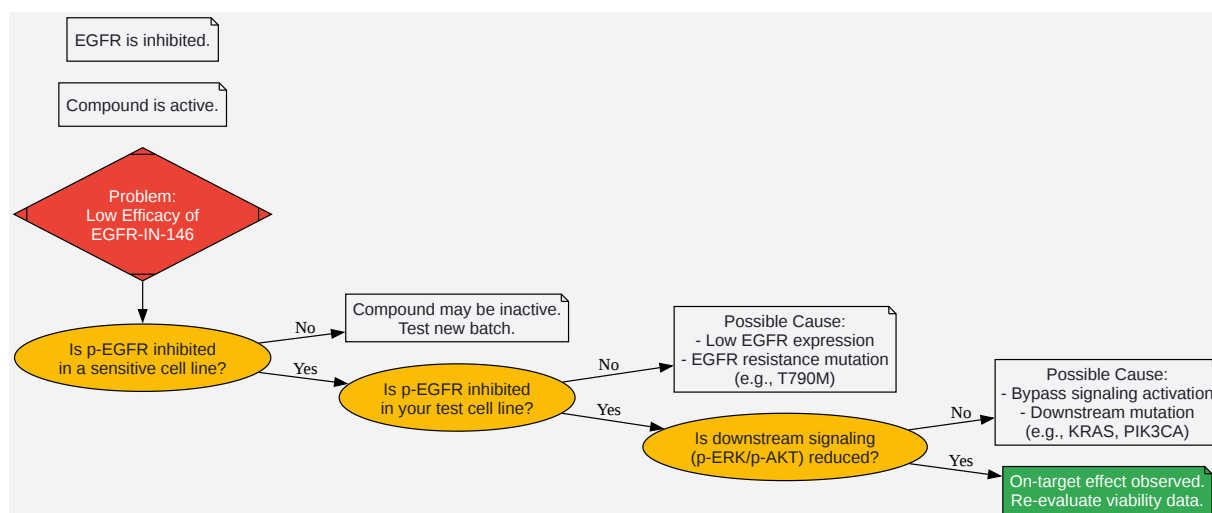 EGFR is inhibited.
Compound is active.
Problem:
Low Efficacy of
EGFR-IN-146
Is p-EGFR inhibited
in a sensitive cell line?
No
Compound may be inactive.
Test new batch.
Yes
Is p-EGFR inhibited
in your test cell line?
No
Possible Cause:
- Low EGFR expression
- EGFR resistance mutation
(e.g., T790M)
Yes
Is downstream signaling
(p-ERK/p-AKT) reduced?
No
Possible Cause:
- Bypass signaling activation
- Downstream mutation
(e.g., KRAS, PIK3CA)
Yes
On-target effect observed.
Re-evaluate viability data.